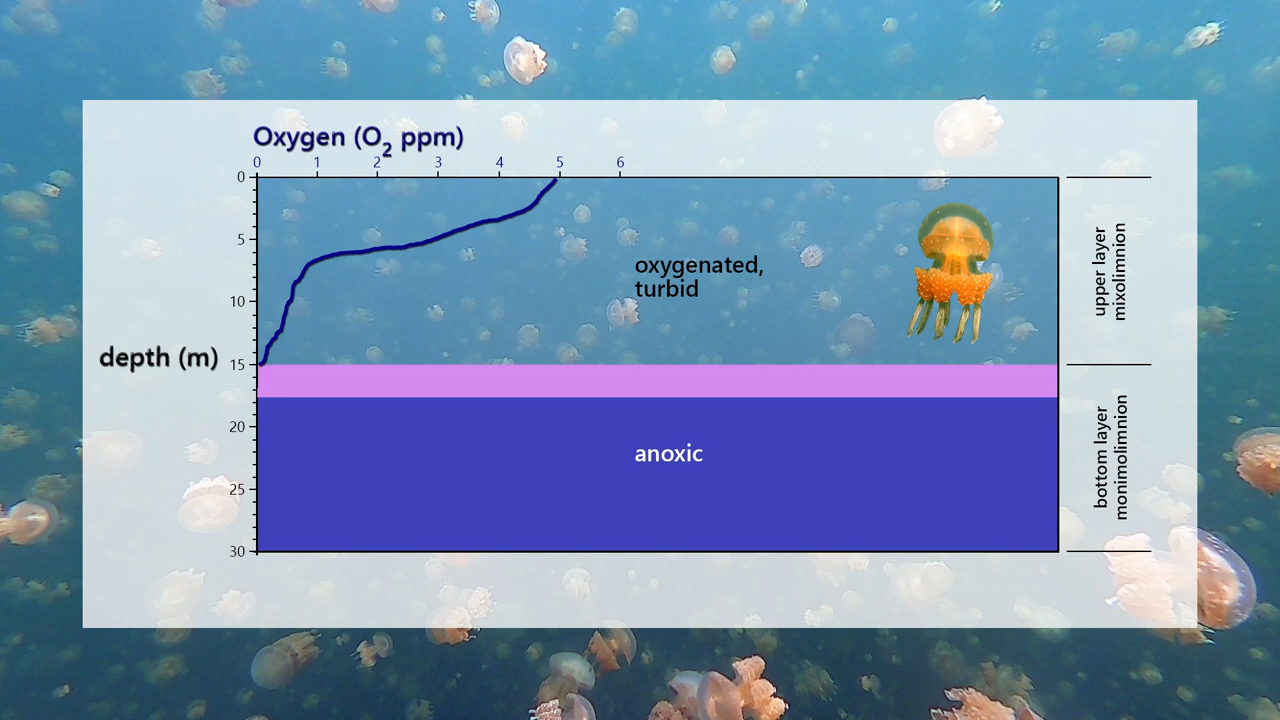 Oxygen (O2 ppm)
0 1 2 3 4 5 6
0
5
10
depth (m) 15
20
25
30
oxygenated,
turbid
anoxic
upper layer
mixolimnion
bottom layer
monimolimnion